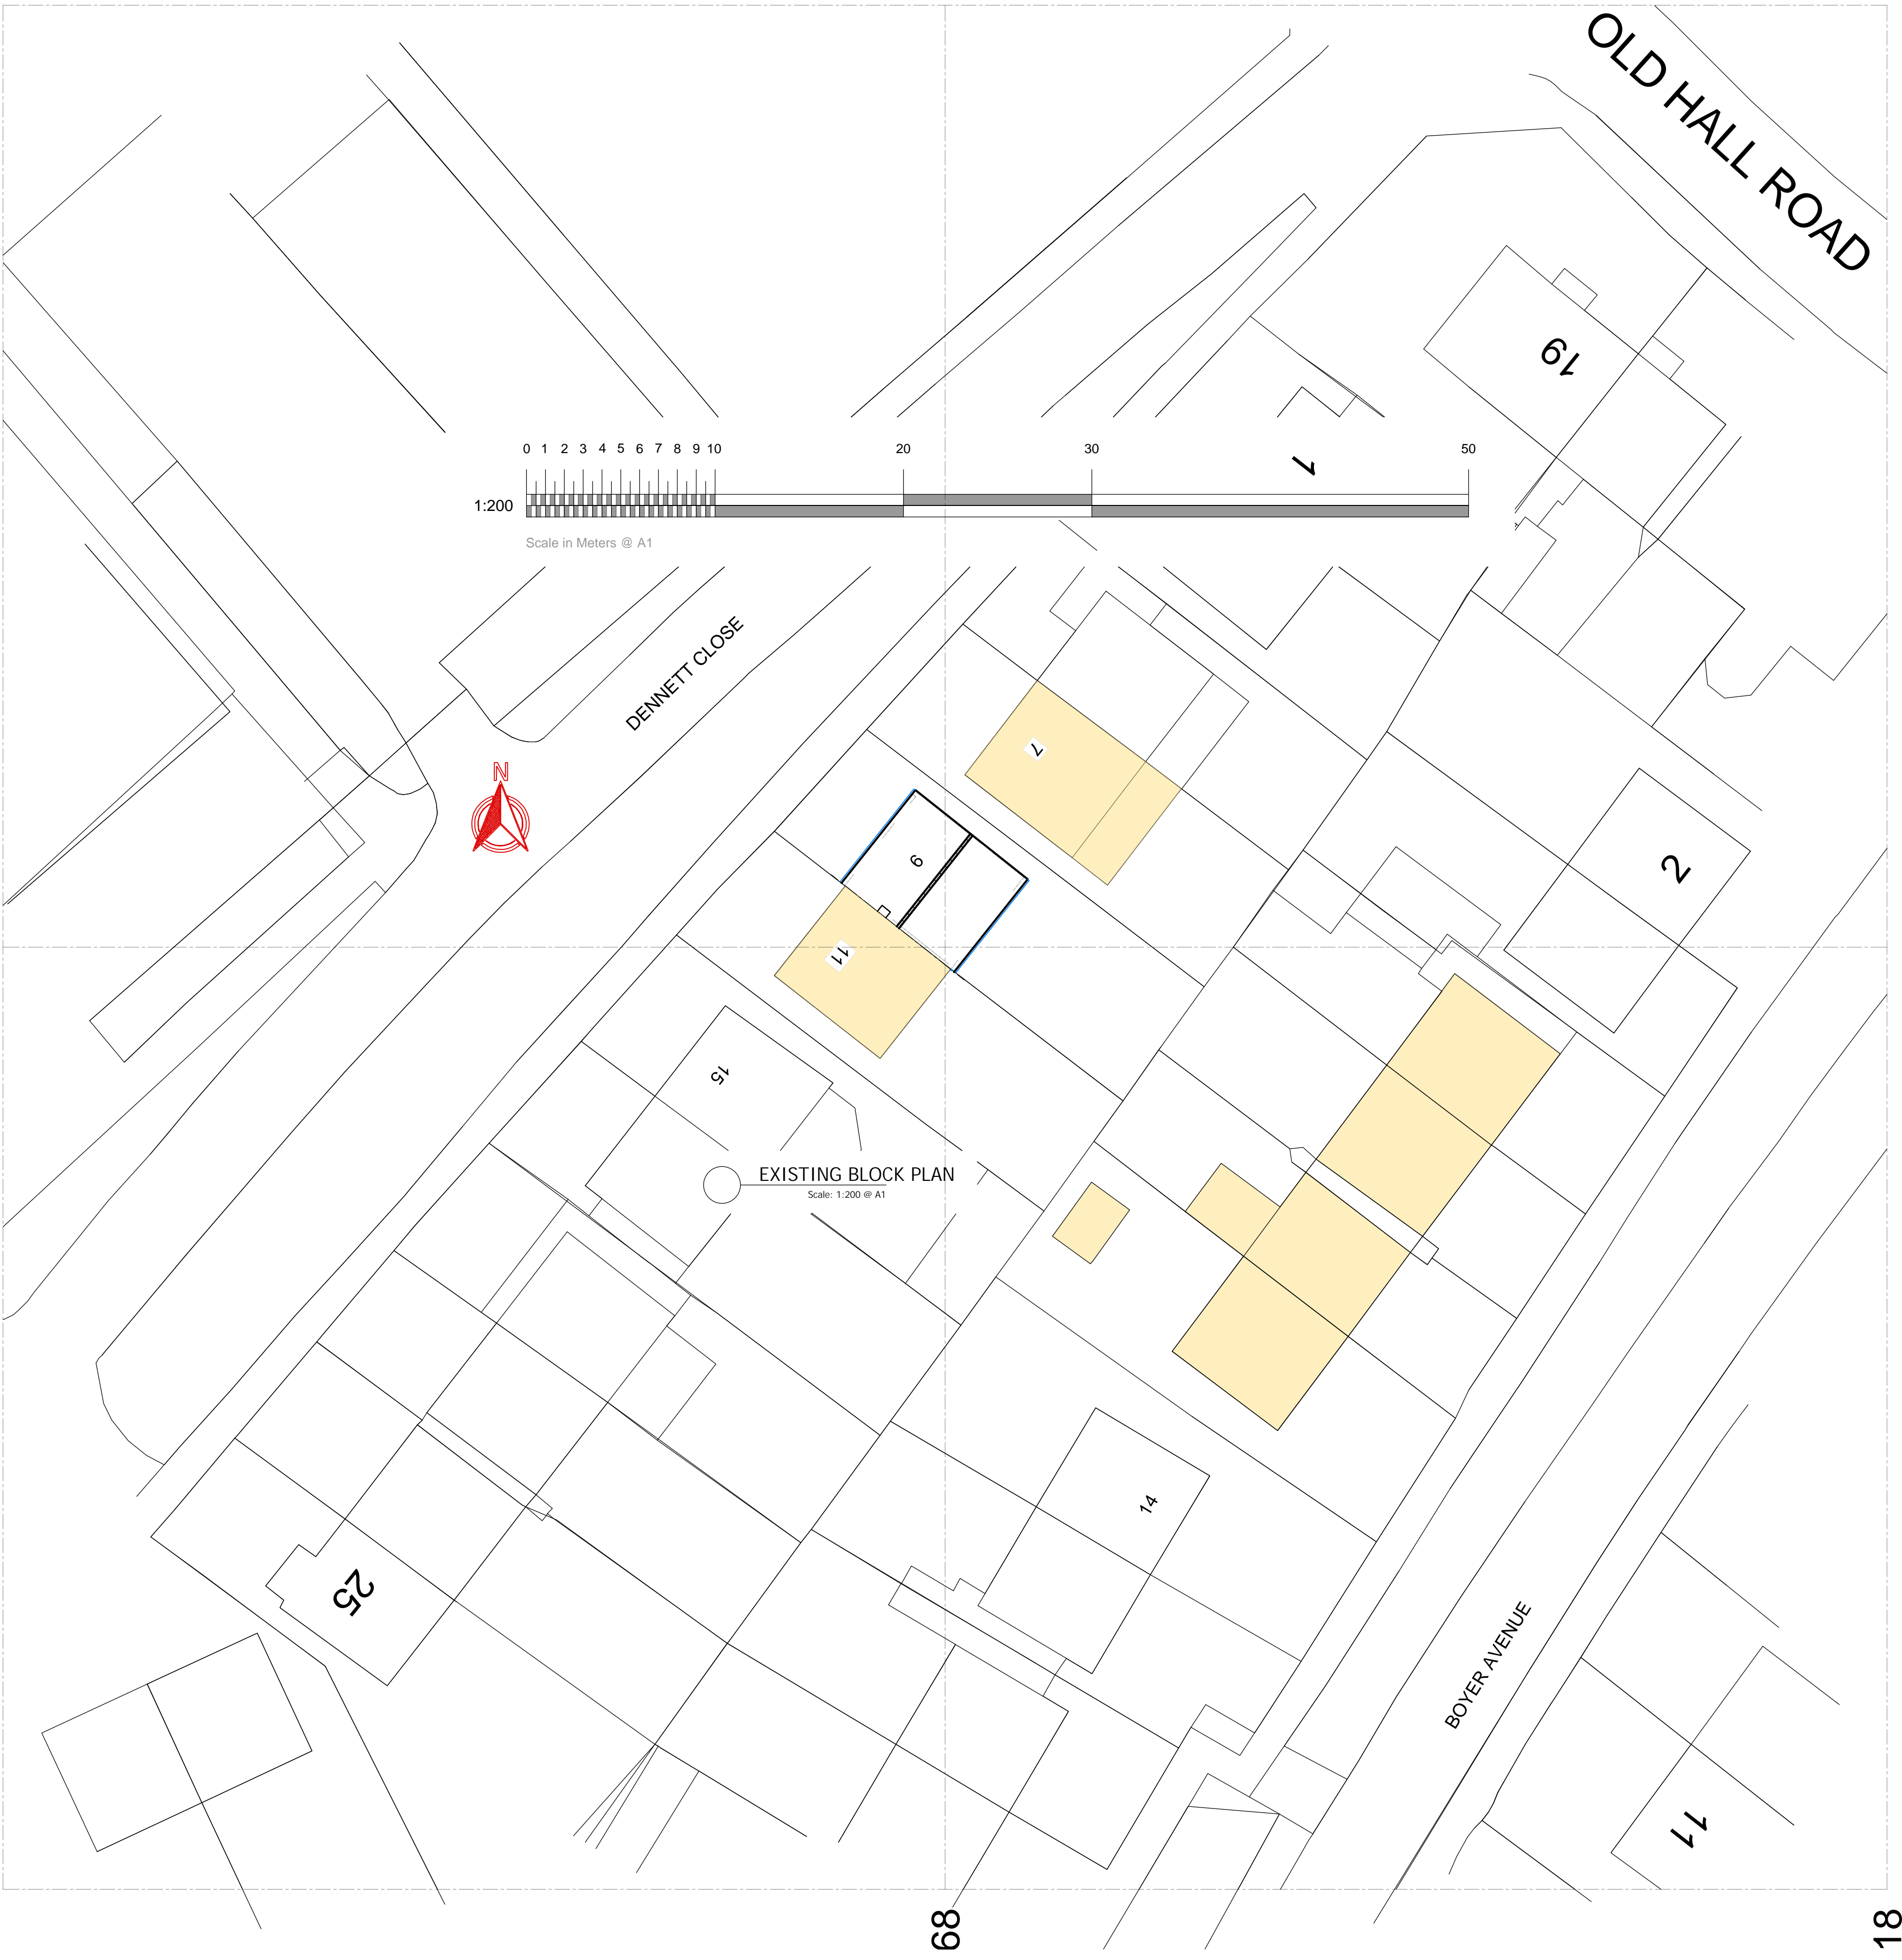 OLD HALL ROAD
19
0 1 2 3 4 5 6 7 8 9 10 20 30 50
1
1:200
Scale in Meters @ A1
DENNETT CLOSE
7
N
9
2
11
15
EXISTING BLOCK PLAN
Scale: 1:200 @ A1
14
25
BOYER AVENUE
11
68
18